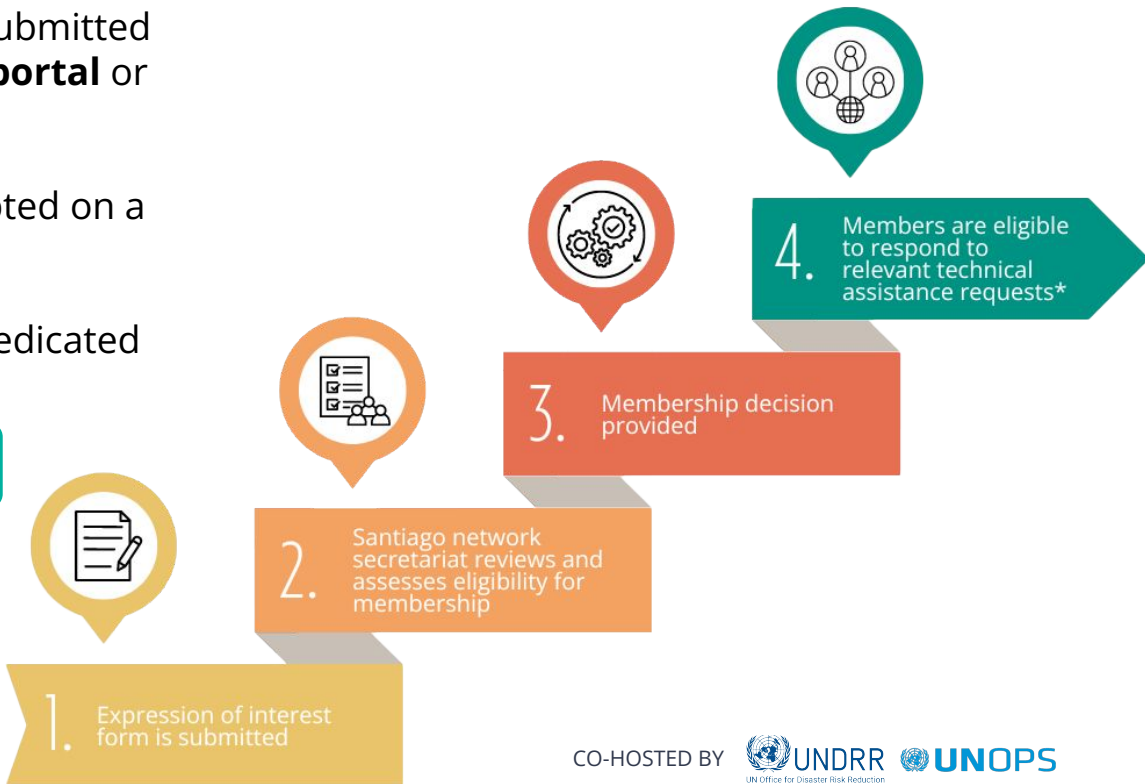 ubmitted
portal or
pted on a
edicated
4.
Members are eligible
to respond to
relevant technical
assistance requests*
3.
Membership decision
provided
2.
Santiago network
secretariat reviews and
assesses eligibility for
membership
1.
Expression of interest
form is submitted
CO-HOSTED BY
UNDRR
UN Office for Disaster Risk Reduction
UNOPS